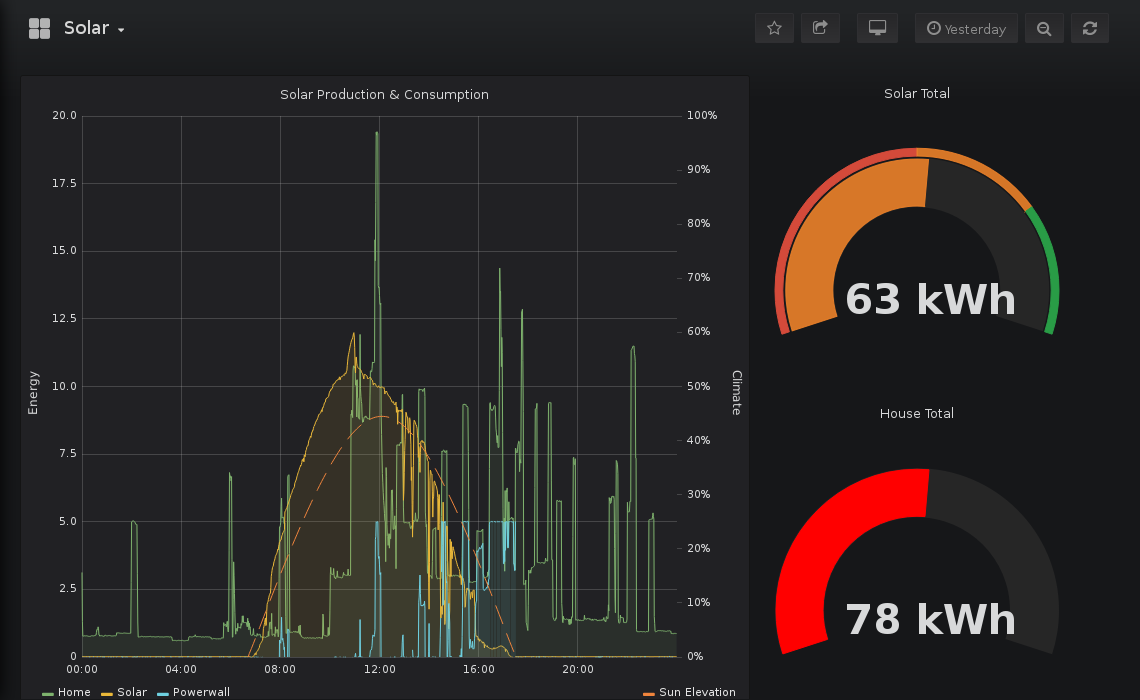 Solar
Yesterday
Solar Production & Consumption
20.0
17.5
15.0
12.5
10.0
7.5
5.0
2.5
0
Energy
100%
90%
80%
70%
60%
50%
40%
30%
20%
10%
0%
Climate
00:00 04:00 08:00 12:00 16:00 20:00
Home Solar Powerwall Sun Elevation
Solar Total
63 kWh
House Total
78 kWh